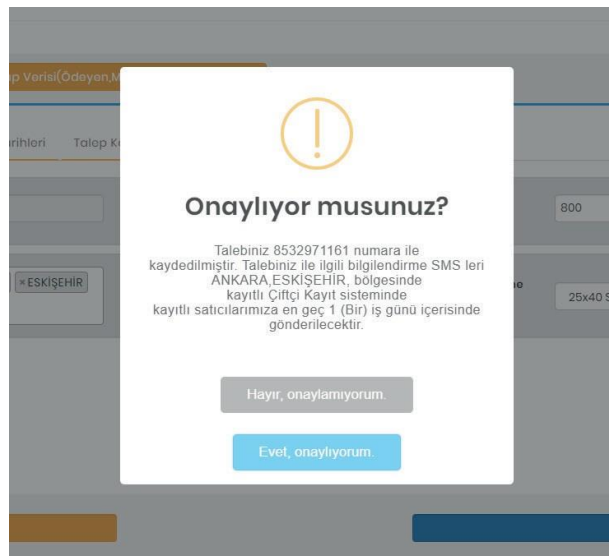 p Verisi(Ödeyen,M
arihleri Talep K
800
Onaylıyor musunuz?
×ESKİŞEHİR
25x40 S
Talebiniz 8532971161 numara ile
kaydedilmiştir. Talebiniz ile ilgili bilgilendirme SMS leri
ANKARA,ESKİŞEHİR, bölgesinde
kayıtlı Çiftçi Kayıt sisteminde
kayıtlı satıcılarımıza en geç 1 (Bir) iş günü içerisinde
gönderilecektir.
Hayır, onaylamıyorum.
Evet, onaylıyorum.